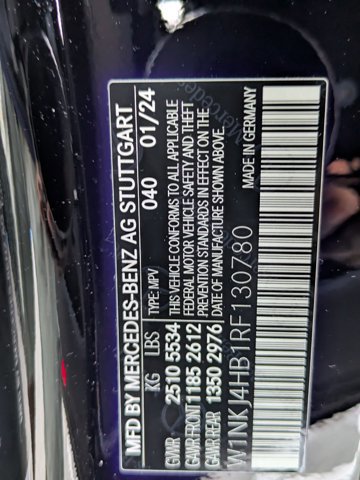 MFD BY MERCEDES-BENZ AG STUTTGART
040 01/24
KG LBS TYPE: MPV
GVWR 2510 5534
GAWR FRONT 1185 2612
GAWR REAR 1350 2976
THIS VEHICLE CONFORMS TO ALL APPLICABLE
FEDERAL MOTOR VEHICLE SAFETY AND THEFT
PREVENTION STANDARDS IN EFFECT ON THE
DATE OF MANUFACTURE SHOWN ABOVE.
W1NKJ4HB1RF130780
MADE IN GERMANY